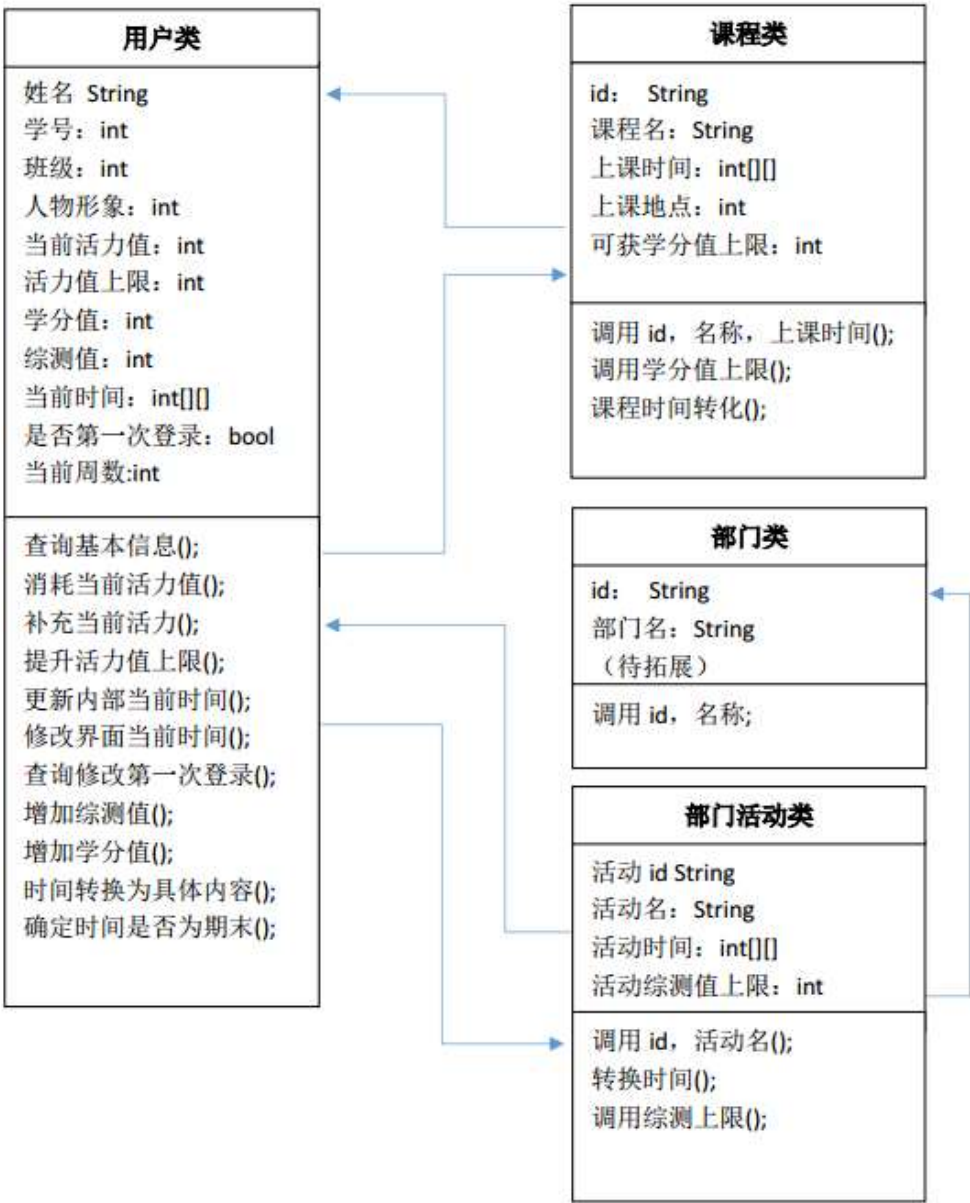 用户类
姓名 String
学号：int
班级：int
人物形象：int
当前活力值：int
活力值上限：int
学分值：int
综测值：int
当前时间：int[][]
是否第一次登录：bool
当前周数:int
查询基本信息();
消耗当前活力值();
补充当前活力();
提升活力值上限();
更新内部当前时间();
修改界面当前时间();
查询修改第一次登录();
增加综测值();
增加学分值();
时间转换为具体内容();
确定时间是否为期末();
课程类
id： String
课程名：String
上课时间：int[][]
上课地点：int
可获学分值上限：int
调用 id，名称，上课时间();
调用学分值上限();
课程时间转化();
部门类
id： String
部门名：String
（待拓展）
调用 id，名称;
部门活动类
活动 id String
活动名：String
活动时间：int[][]
活动综测值上限：int
调用 id，活动名();
转换时间();
调用综测上限();